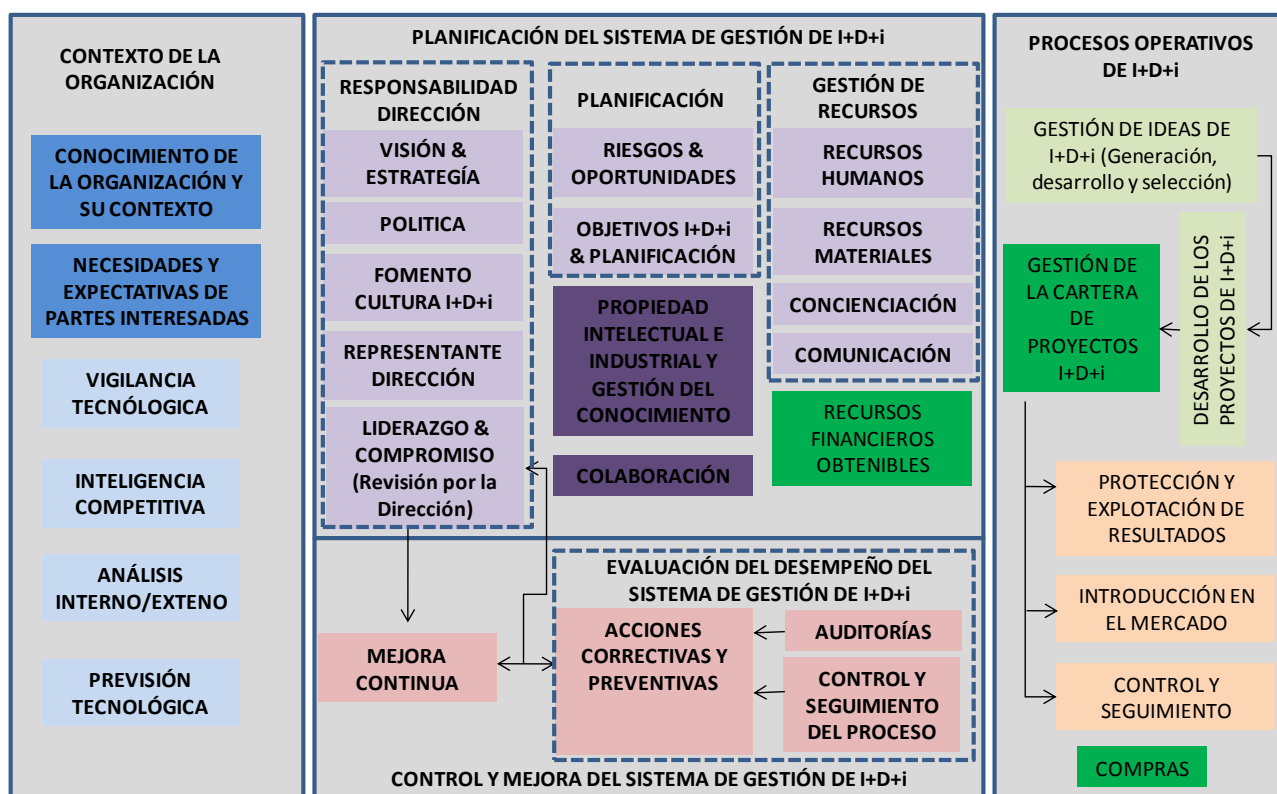 CONTEXTO DE LA
ORGANIZACIÓN
CONOCIMIENTO DE
LA ORGANIZACIÓN Y
SU CONTEXTO
NECESIDADES Y
EXPECTATIVAS DE
PARTES INTERESADAS
VIGILANCIA
TECNÓLOGICA
INTELIGENCIA
COMPETITIVA
ANÁLISIS
INTERNO/EXTENO
PREVISIÓN
TECNOLÓGICA
PLANIFICACIÓN DEL SISTEMA DE GESTIÓN DE I+D+i
RESPONSABILIDAD
DIRECCIÓN
VISIÓN &
ESTRATEGÍA
POLITICA
FOMENTO
CULTURA I+D+i
REPRESENTANTE
DIRECCIÓN
LIDERAZGO &
COMPROMISO
(Revisión por la
Dirección)
PLANIFICACIÓN
RIESGOS &
OPORTUNIDADES
OBJETIVOS I+D+i
& PLANIFICACIÓN
PROPIEDAD
INTELECTUAL E
INDUSTRIAL Y
GESTIÓN DEL
CONOCIMIENTO
COLABORACIÓN
GESTIÓN DE
RECURSOS
RECURSOS
HUMANOS
RECURSOS
MATERIALES
CONCIENCIACIÓN
COMUNICACIÓN
RECURSOS
FINANCIEROS
OBTENIBLES
EVALUACIÓN DEL DESEMPEÑO DEL
SISTEMA DE GESTIÓN DE I+D+i
MEJORA
CONTINUA
ACCIONES
CORRECTIVAS Y
PREVENTIVAS
AUDITORÍAS
CONTROL Y
SEGUIMIENTO
DEL PROCESO
CONTROL Y MEJORA DEL SISTEMA DE GESTIÓN DE I+D+i
PROCESOS OPERATIVOS
DE I+D+i
GESTIÓN DE IDEAS DE
I+D+i (Generación,
desarrollo y selección)
DESARROLLO DE LOS
PROYECTOS DE I+D+i
GESTIÓN DE
LA CARTERA
DE
PROYECTOS
I+D+i
PROTECCIÓN Y
EXPLOTACIÓN DE
RESULTADOS
INTRODUCCIÓN EN
EL MERCADO
CONTROL Y
SEGUIMIENTO
COMPRAS